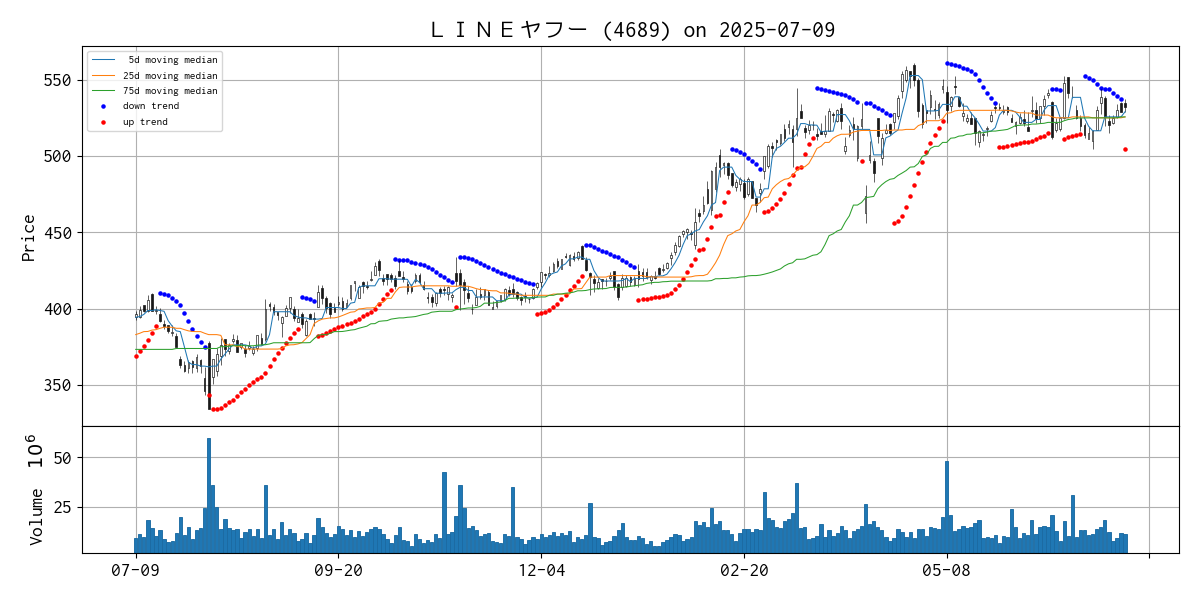 ＬＩＮＥヤフー (4689) on 2025-07-09
5d moving median
25d moving median
75d moving median
down trend
up trend
550
500
450
400
350
Price
50
25
Volume 10^6
07-09
09-20
12-04
02-20
05-08